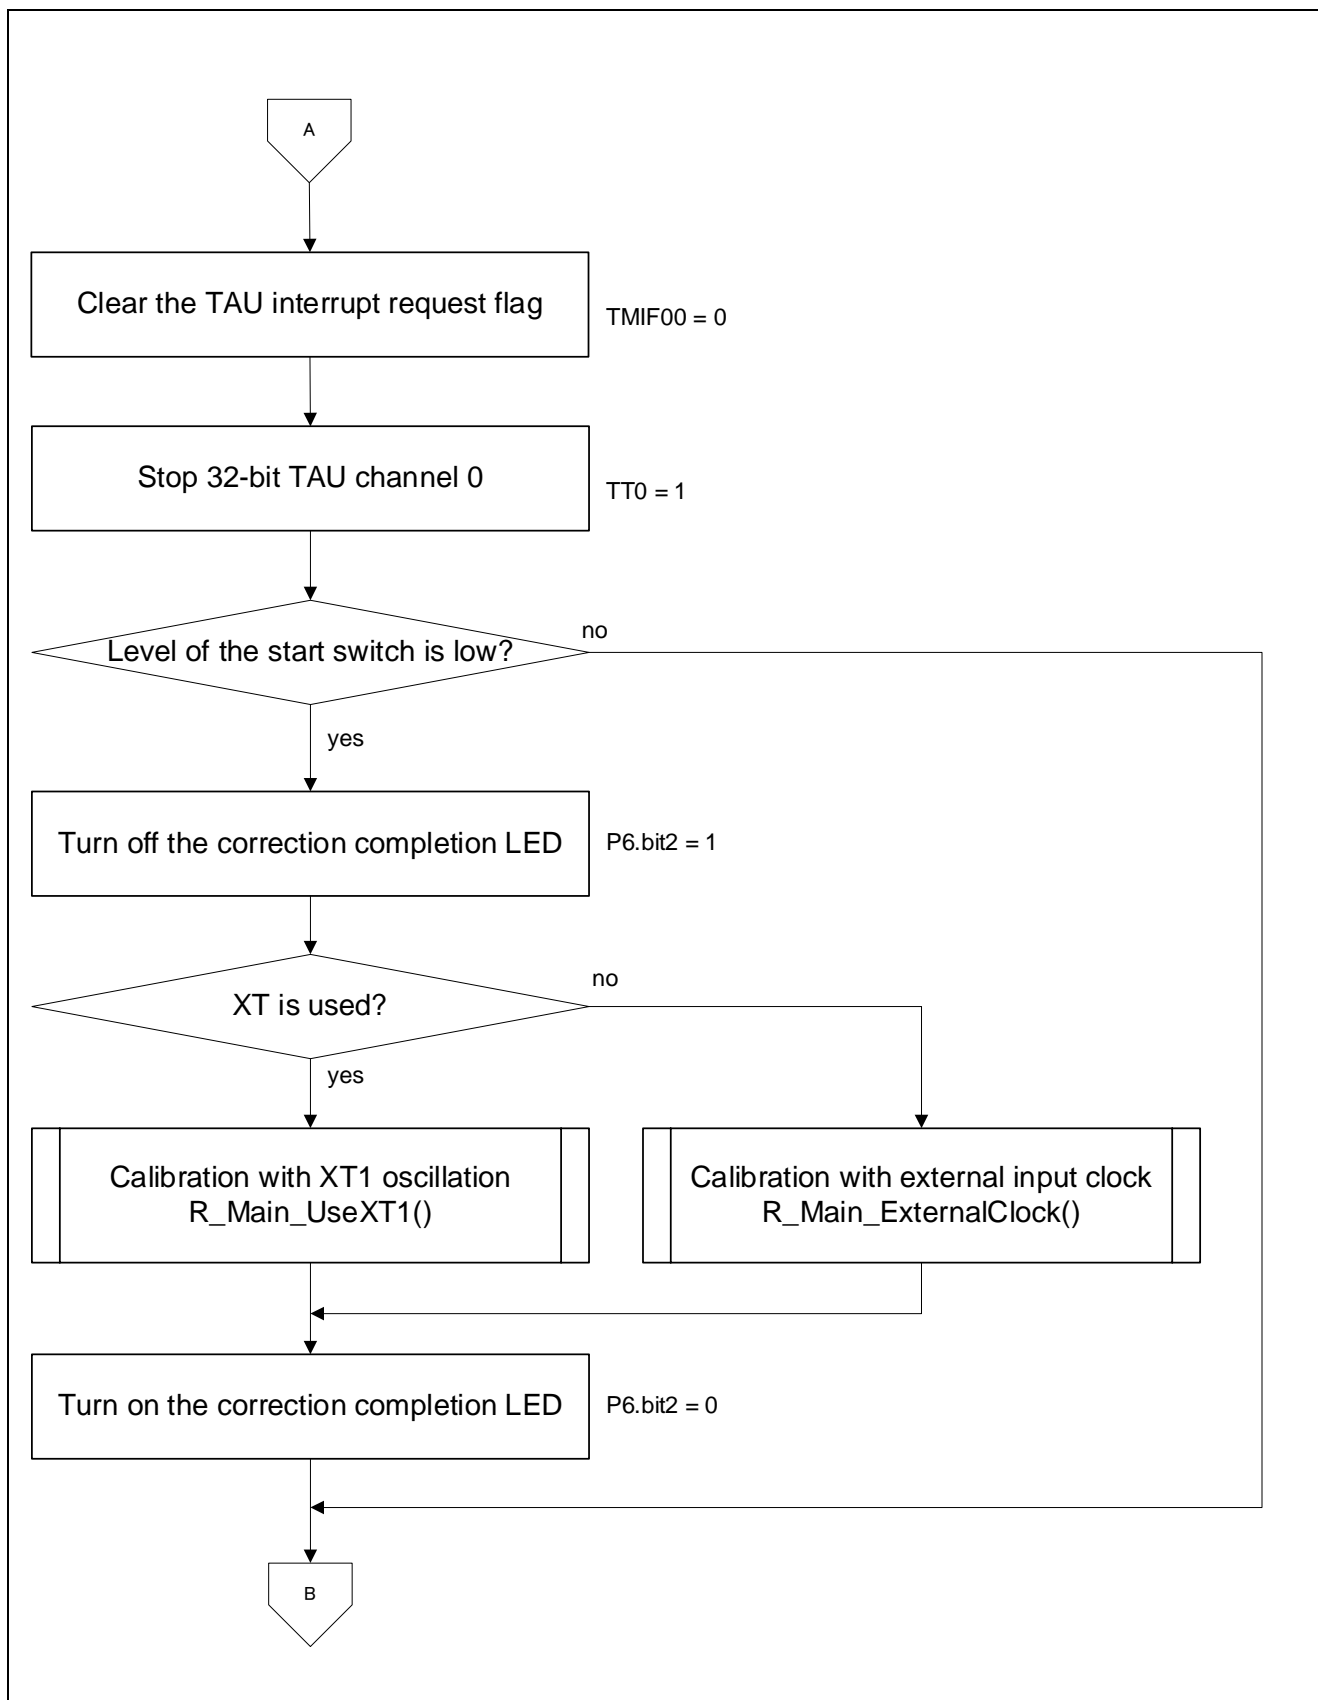 A
Clear the TAU interrupt request flag
TMIF00 = 0
Stop 32-bit TAU channel 0
TT0 = 1
Level of the start switch is low?
no
yes
Turn off the correction completion LED
P6.bit2 = 1
XT is used?
no
yes
Calibration with XT1 oscillation
R_Main_UseXT1()
Calibration with external input clock
R_Main_ExternalClock()
Turn on the correction completion LED
P6.bit2 = 0
B